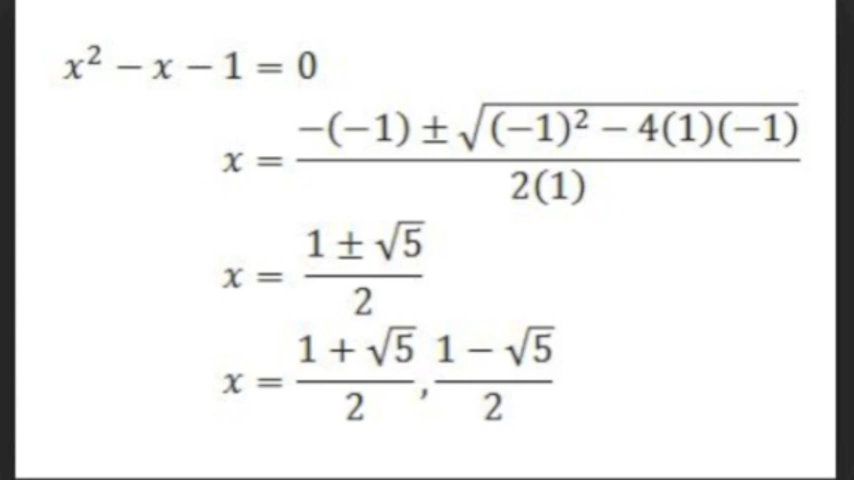 x² − x − 1 = 0
x = (−(−1) ± √((−1)² − 4(1)(−1))) / (2(1))
x = (1 ± √5) / 2
x = (1 + √5) / 2 , (1 − √5) / 2